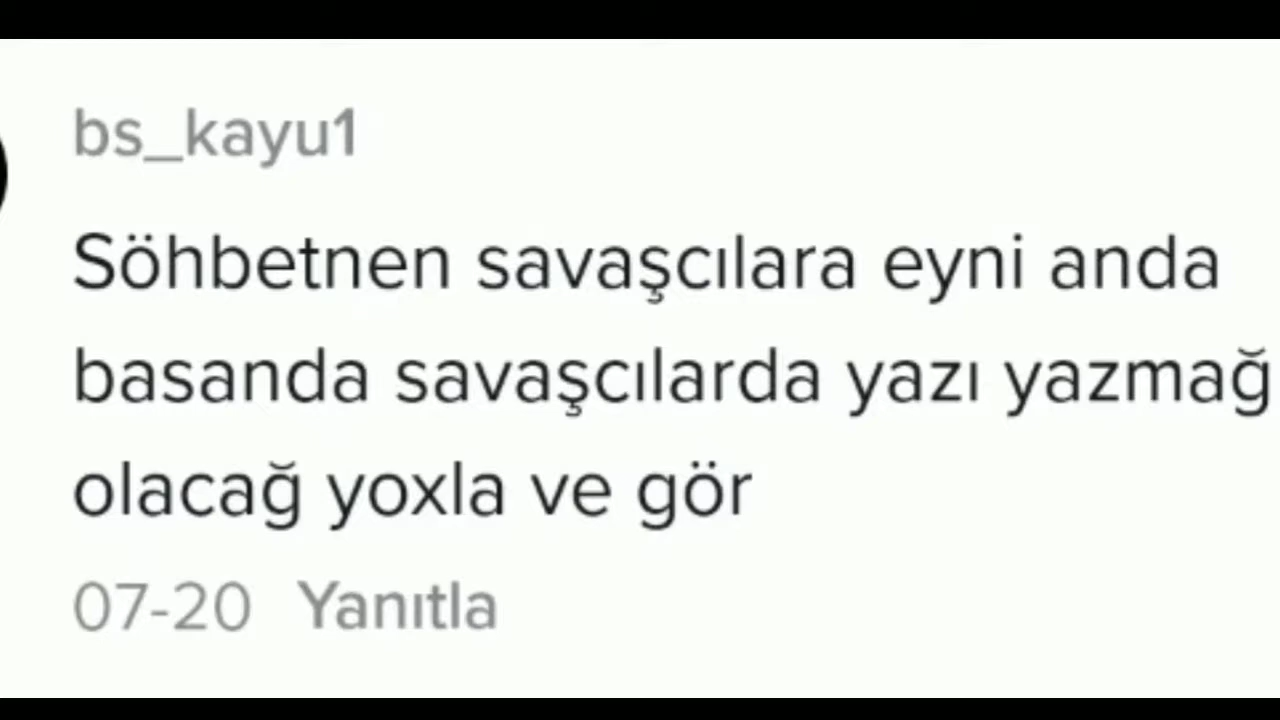 bs_kayu1
Söhbetnen savaşcılara eyni anda
basanda savaşcılarda yazı yazmağ
olacağ yoxla ve gör
07-20 Yanıtla